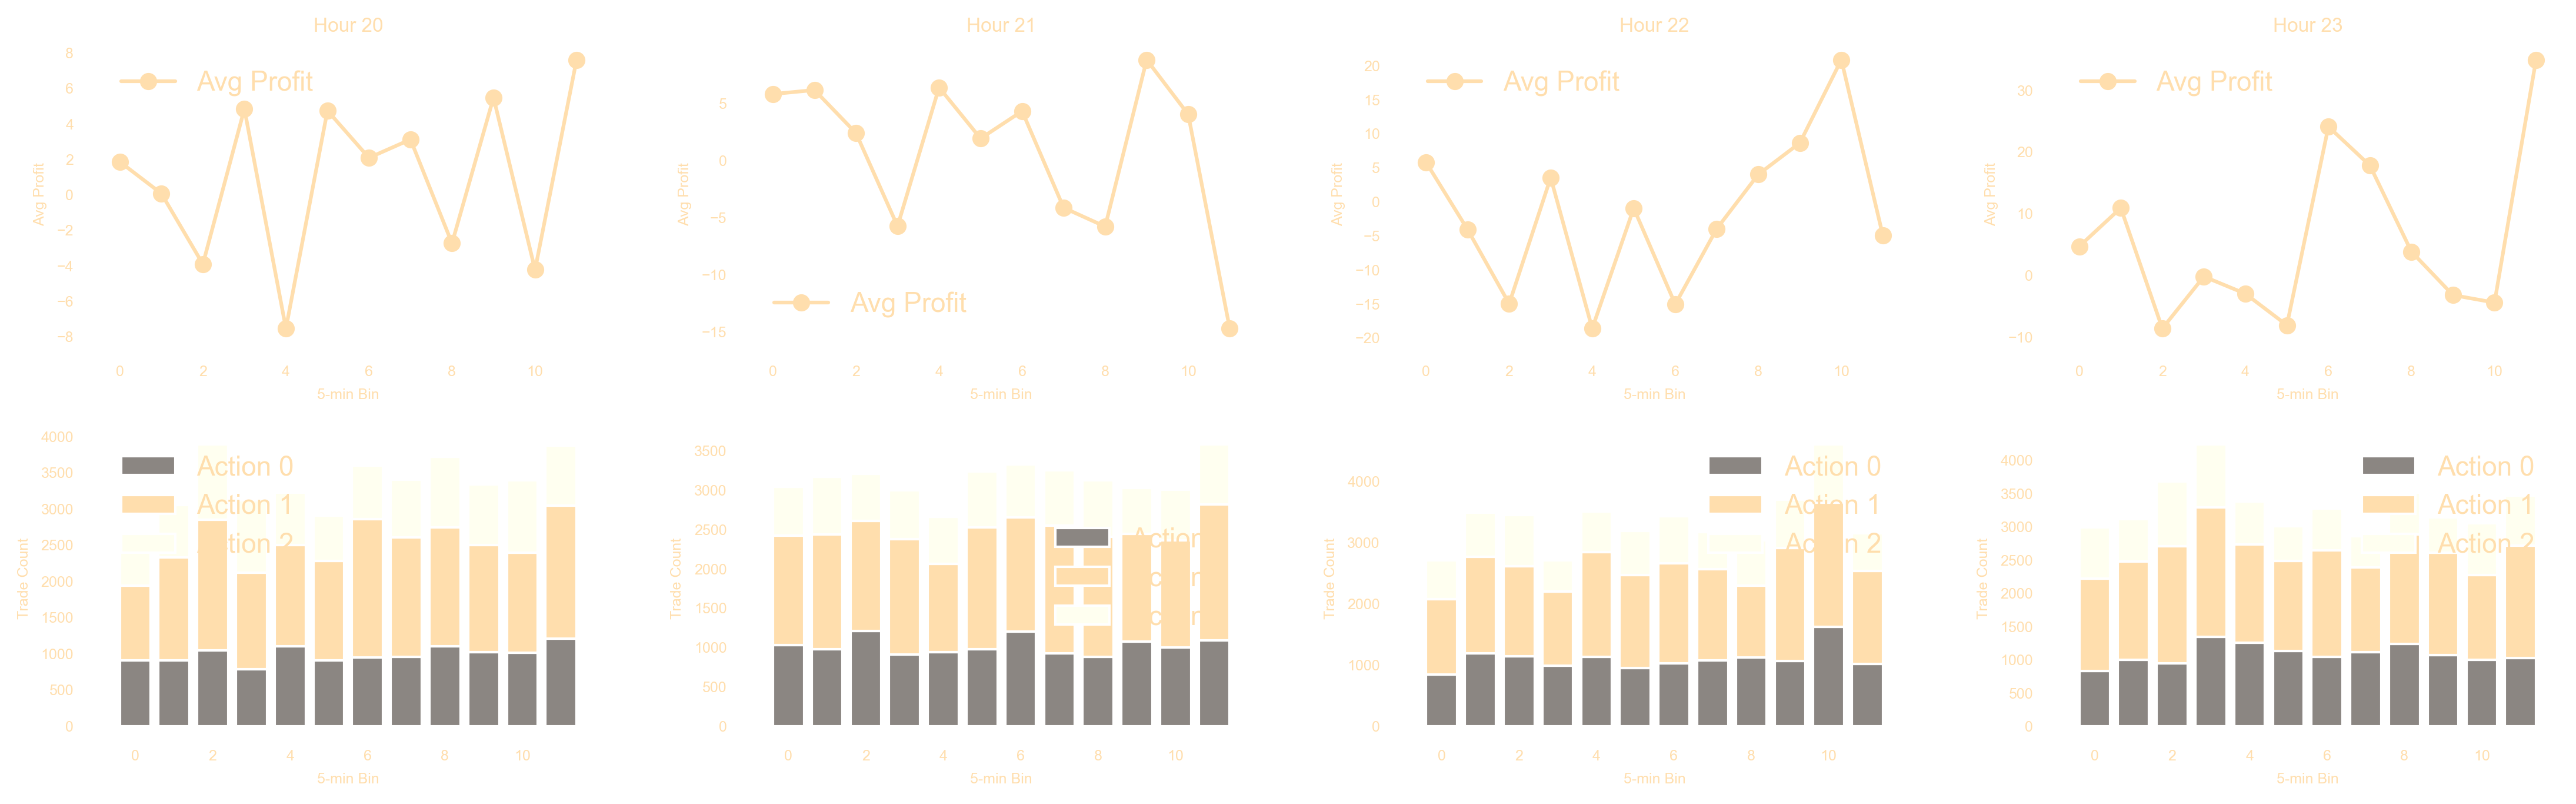 Hour 20
8
6
4
2
0
−2
−4
−6
−8
Avg Profit
Avg Profit
0 2 4 6 8 10
5-min Bin
Hour 21
5
0
−5
−10
−15
Avg Profit
Avg Profit
0 2 4 6 8 10
5-min Bin
Hour 22
20
15
10
5
0
−5
−10
−15
−20
Avg Profit
Avg Profit
0 2 4 6 8 10
5-min Bin
Hour 23
30
20
10
0
−10
Avg Profit
Avg Profit
0 2 4 6 8 10
5-min Bin
4000
3500
3000
2500
2000
1500
1000
500
0
Trade Count
Action 0
Action 1
Action 2
0 2 4 6 8 10
5-min Bin
3500
3000
2500
2000
1500
1000
500
0
Trade Count
0 2 4 6 8 10
5-min Bin
4000
3000
2000
1000
0
Trade Count
Action 0
Action 1
Action 2
0 2 4 6 8 10
5-min Bin
4000
3500
3000
2500
2000
1500
1000
500
0
Trade Count
Action 0
Action 1
Action 2
0 2 4 6 8 10
5-min Bin